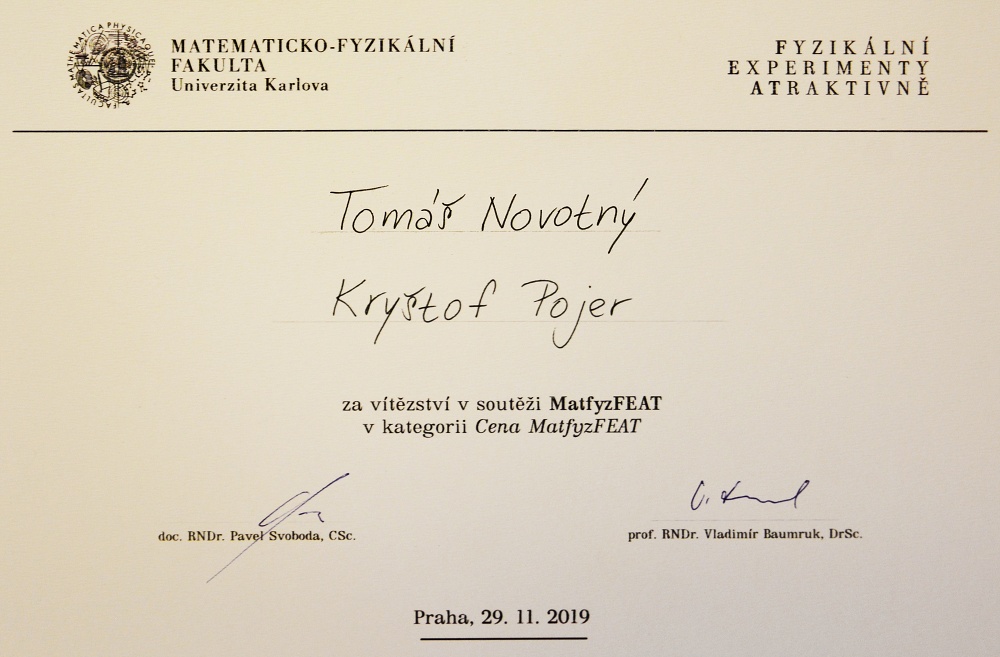 MATEMATICKO-FYZIKÁLNÍ
FAKULTA
Univerzita Karlova
FYZIKÁLNÍ
EXPERIMENTY
ATRAKTIVNĚ
Tomáš Novotný
Kryštof Pojer
za vítězství v soutěži MatfyzFEAT
v kategorii Cena MatfyzFEAT
doc. RNDr. Pavel Svoboda, CSc.
prof. RNDr. Vladimír Baumruk, DrSc.
Praha, 29. 11. 2019